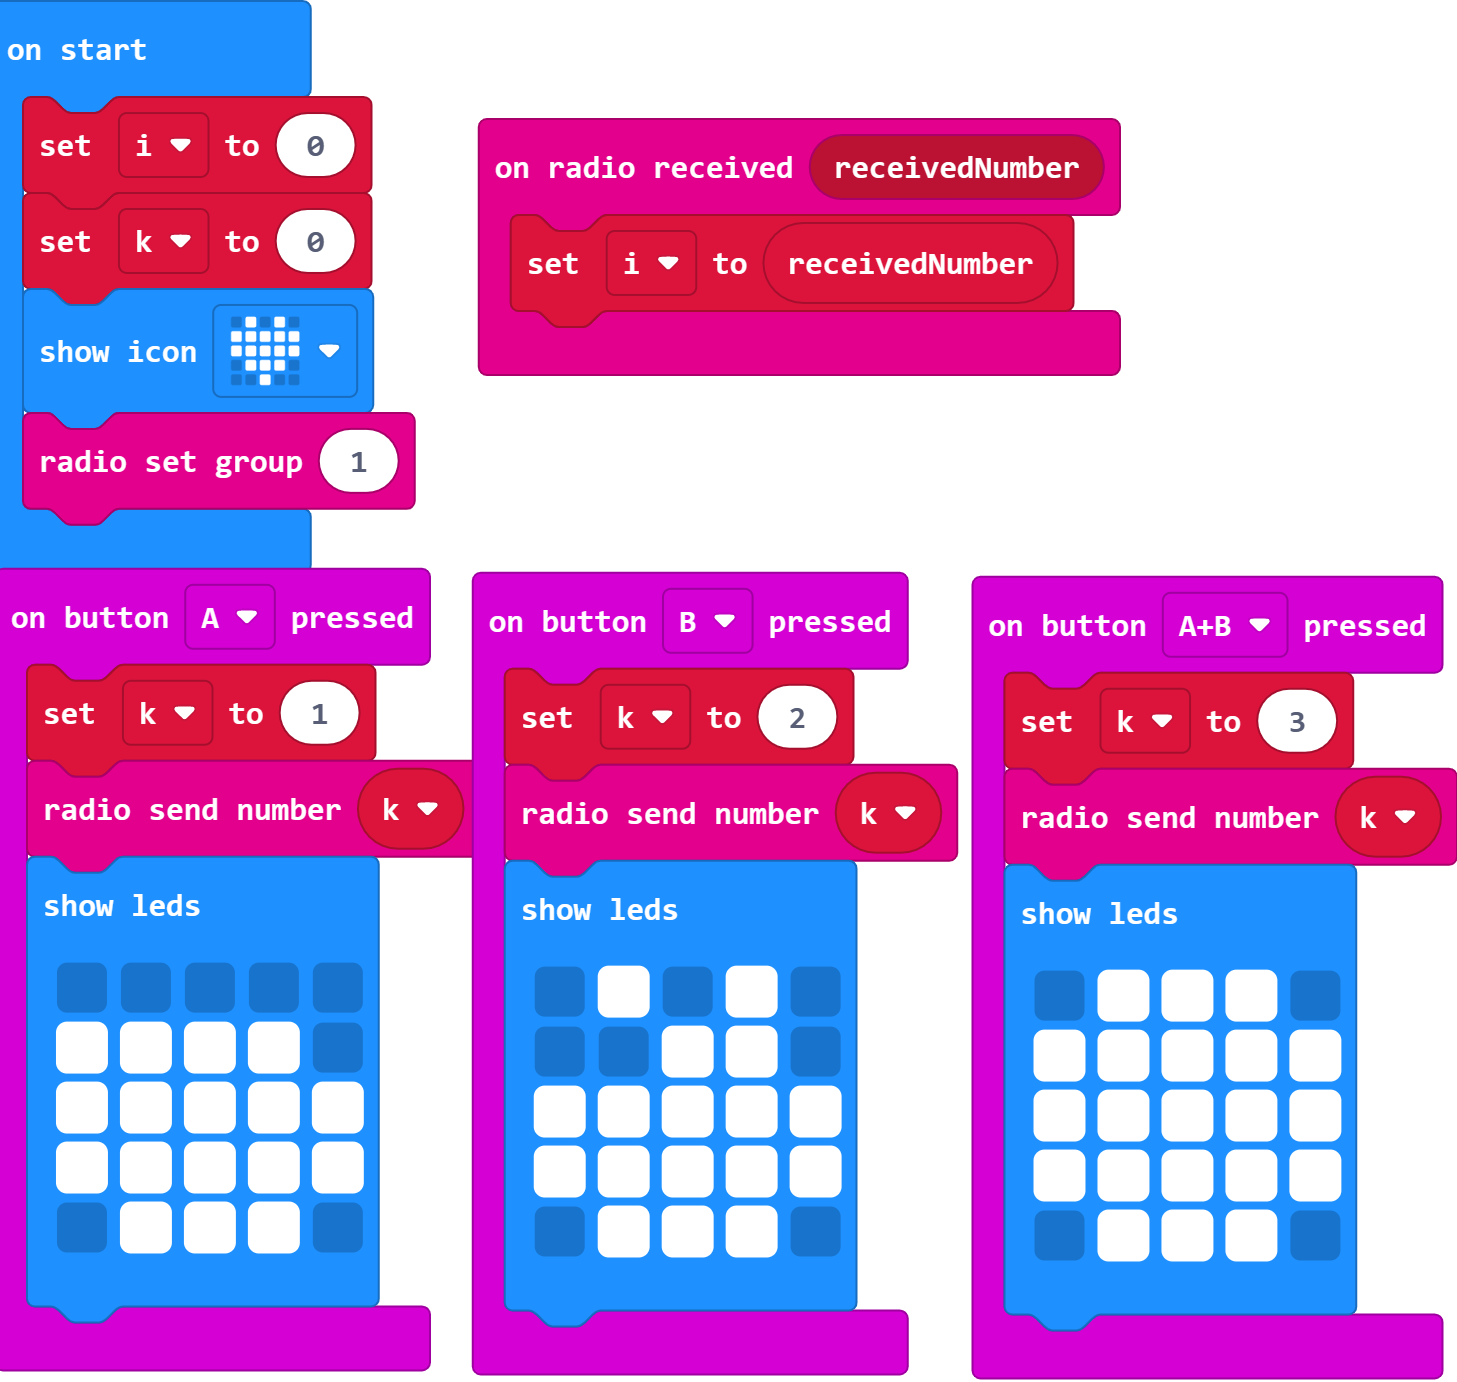 on start
set i to 0
set k to 0
show icon
radio set group 1
on radio received receivedNumber
set i to receivedNumber
on button A pressed
set k to 1
radio send number k
show leds
on button B pressed
set k to 2
radio send number k
show leds
on button A+B pressed
set k to 3
radio send number k
show leds